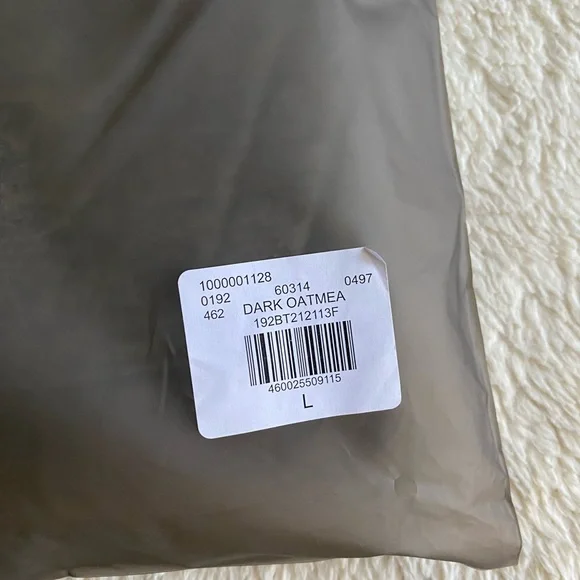 1000001128
0192 60314 0497
462 DARK OATMEA
192BT212113F
460025509115
L